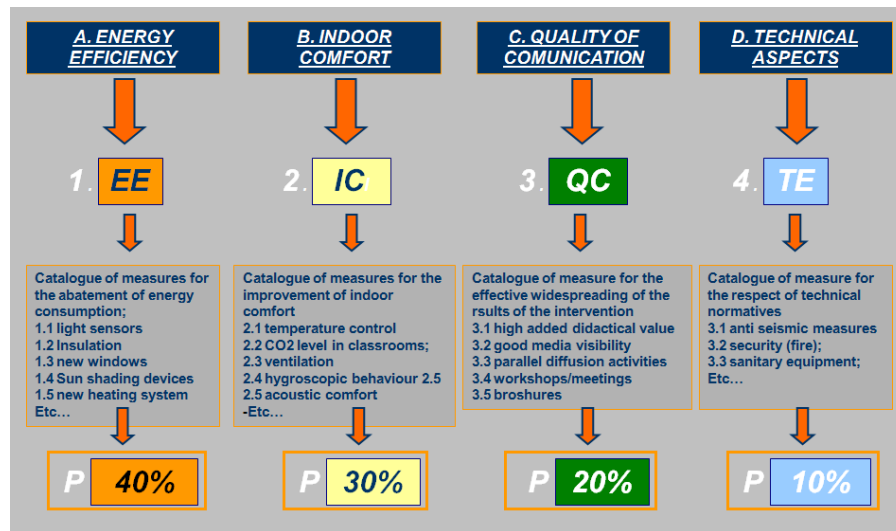 A. ENERGY
EFFICIENCY
1. EE
Catalogue of measures for
the abatement of energy
consumption;
1.1 light sensors
1.2 Insulation
1.3 new windows
1.4 Sun shading devices
1.5 new heating system
Etc…
P 40%
B. INDOOR
COMFORT
2. IC
Catalogue of measures for the
improvement of indoor
comfort
2.1 temperature control
2.2 CO2 level in classrooms;
2.3 ventilation
2.4 hygroscopic behaviour 2.5
2.5 acoustic comfort
-Etc…
P 30%
C. QUALITY OF
COMUNICATION
3. QC
Catalogue of measure for the
effective widespreading of the
rsults of the intervention
3.1 high added didactical value
3.2 good media visibility
3.3 parallel diffusion activities
3.4 workshops/meetings
3.5 broshures
P 20%
D. TECHNICAL
ASPECTS
4. TE
Catalogue of measure for
the respect of technical
normatives
3.1 anti seismic measures
3.2 security (fire);
3.3 sanitary equipment;
Etc…
P 10%